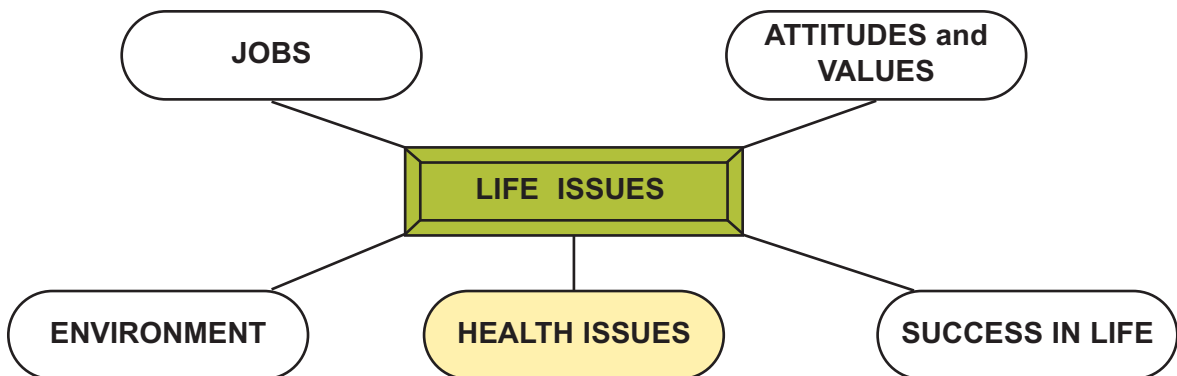 JOBS
ATTITUDES and
VALUES
LIFE ISSUES
ENVIRONMENT
HEALTH ISSUES
SUCCESS IN LIFE